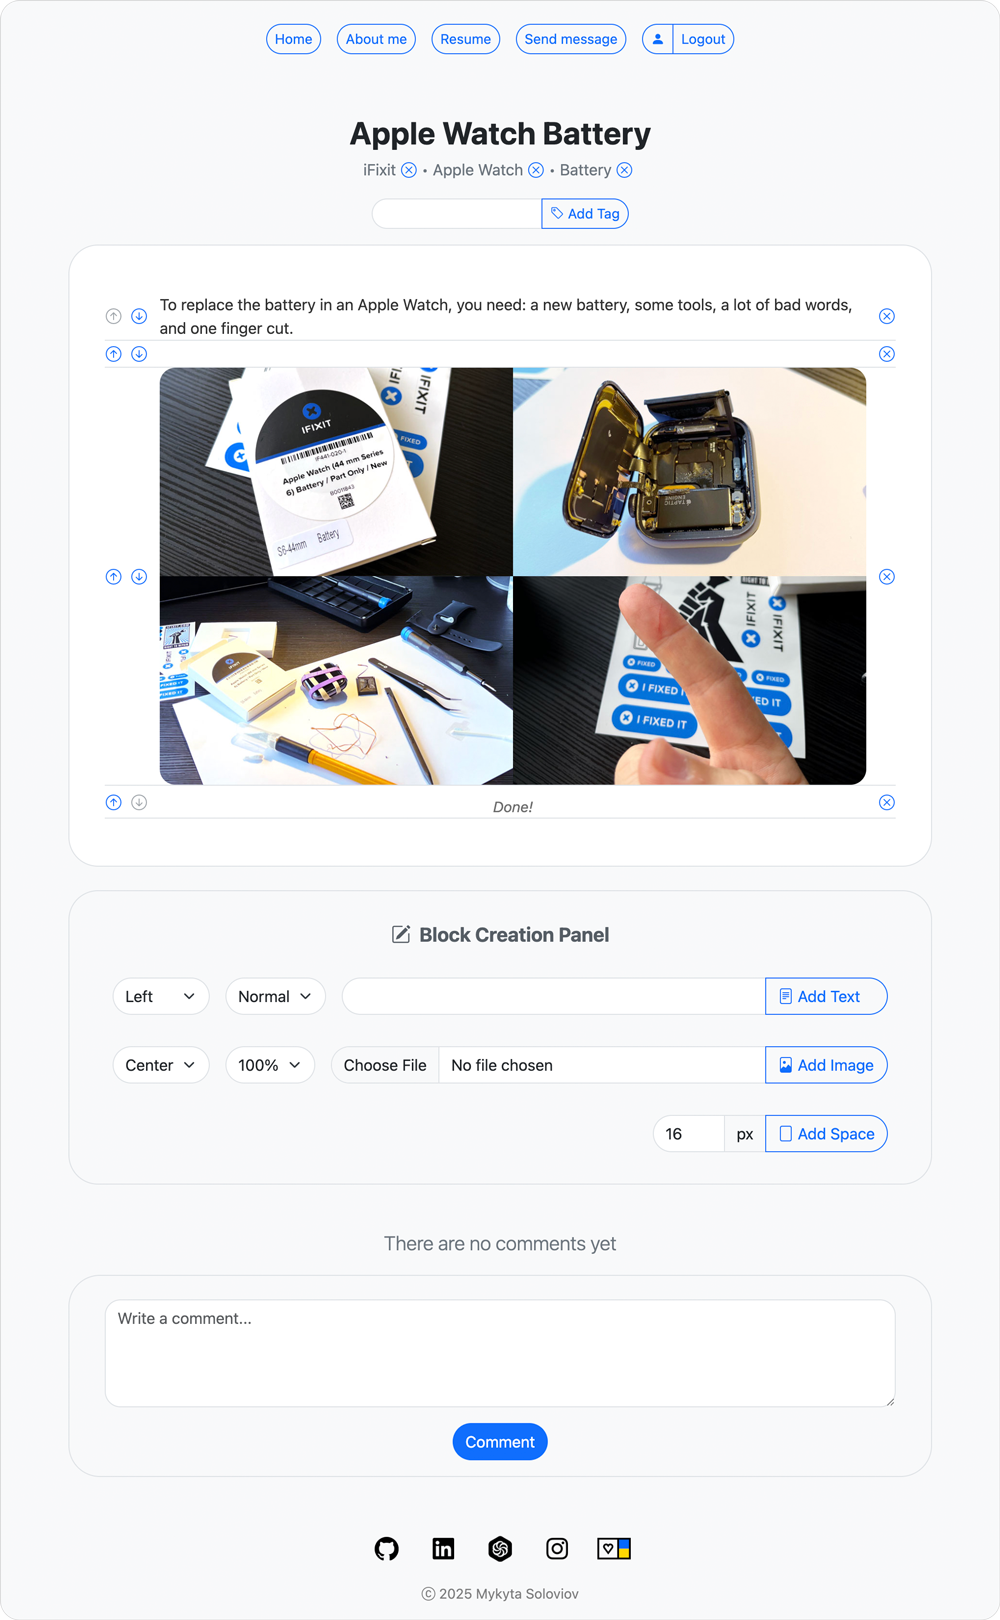 Home
About me
Resume
Send message
Logout
Apple Watch Battery
iFixit • Apple Watch • Battery
Add Tag
To replace the battery in an Apple Watch, you need: a new battery, some tools, a lot of bad words,
and one finger cut.
IFIXIT
IF441-020-1
Apple Watch (44 mm Series
6) Battery / Part Only / New
S6-44mm Battery
FIXED
TAPTIC
ENGINE
IFIXIT
IFIXIT
IFIXIT
FIXED
FIXED
I FIXED IT
I FIXED IT
Done!
Block Creation Panel
Left
Normal
Add Text
Center
100%
Choose File
No file chosen
Add Image
16
px
Add Space
There are no comments yet
Write a comment...
Comment
© 2025 Mykyta Soloviov